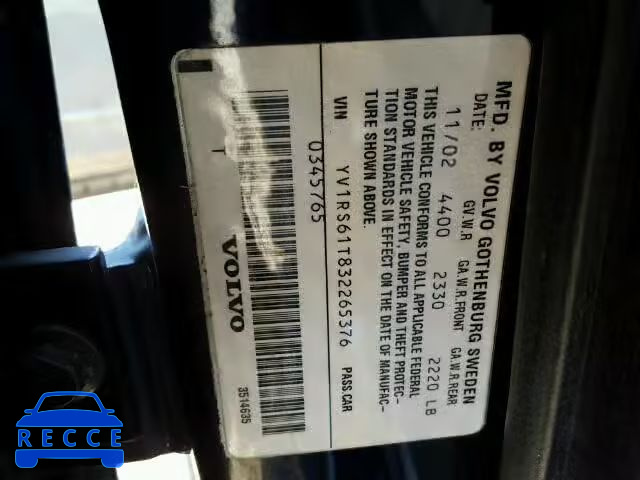 MFD. BY VOLVO GOTHENBURG SWEDEN
DATE: G.V.W.R GA.W.R.FRONT GA.W.R.REAR
11/02 4400 2330 2220 LB
THIS VEHICLE CONFORMS TO ALL APPLICABLE FEDERAL
MOTOR VEHICLE SAFETY, BUMPER AND THEFT PROTEC-
TION STANDARDS IN EFFECT ON THE DATE OF MANUFAC-
TURE SHOWN ABOVE.
VIN YV1RS61T832265376 PASS.CAR
0345765
T VOLVO 3514635
RECCE